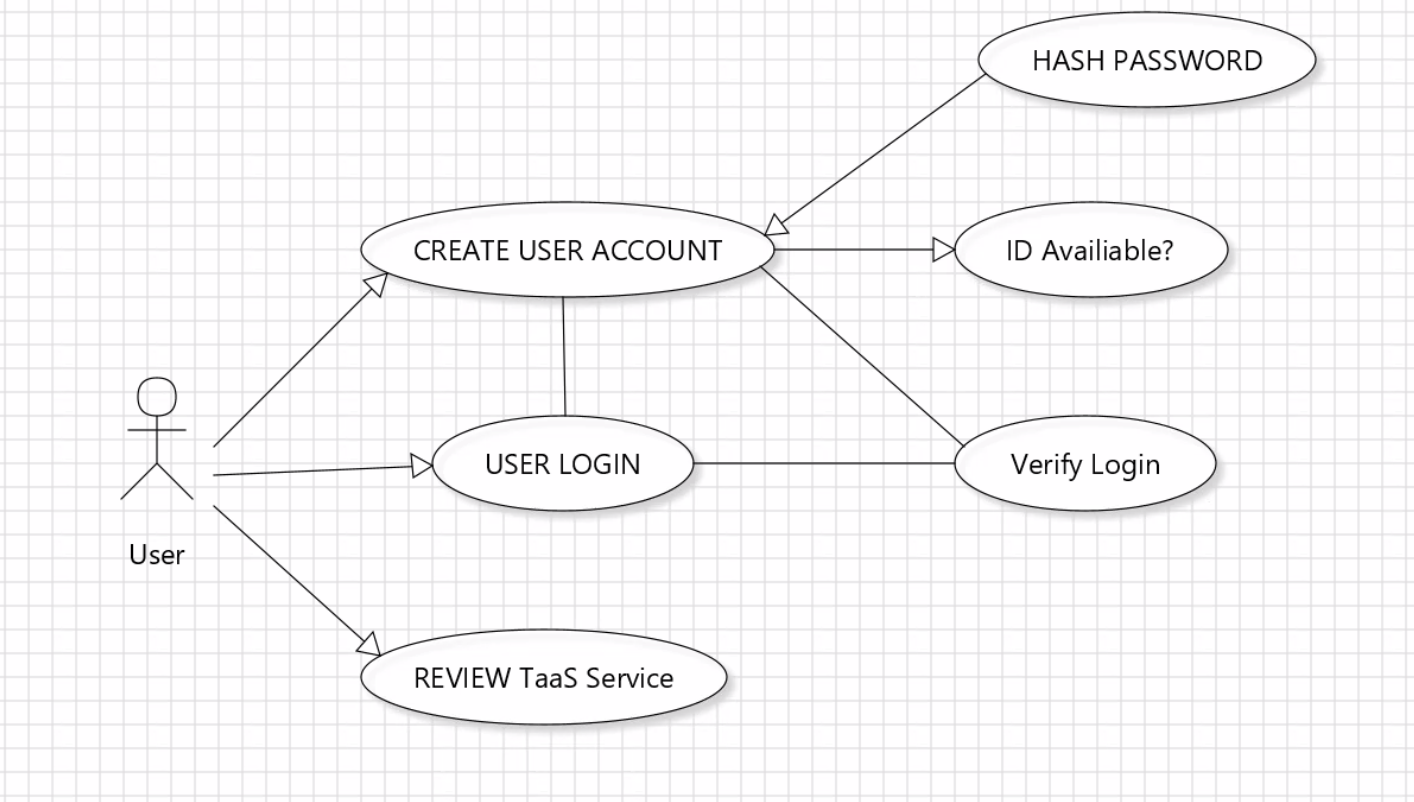 HASH PASSWORD
CREATE USER ACCOUNT
ID Availiable?
USER LOGIN
Verify Login
User
REVIEW TaaS Service